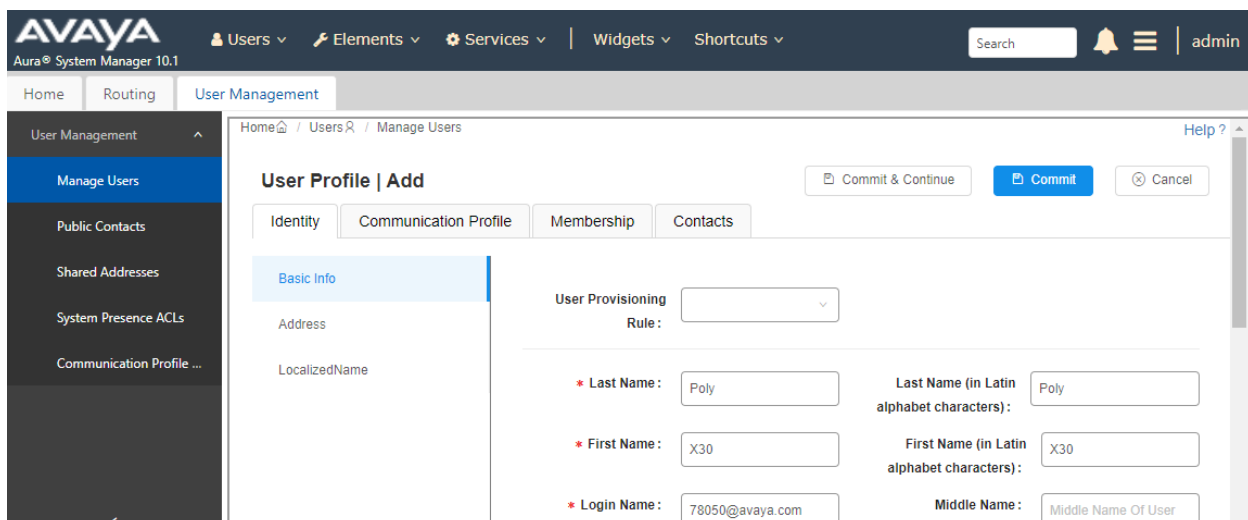 AVAYA
Aura® System Manager 10.1
Users Elements Services | Widgets Shortcuts Search admin
Home Routing User Management
User Management
Manage Users
Public Contacts
Shared Addresses
System Presence ACLs
Communication Profile ...
Home / Users / Manage Users
Help ?
User Profile | Add
Commit & Continue Commit Cancel
Identity Communication Profile Membership Contacts
Basic Info
Address
LocalizedName
User Provisioning
Rule :
* Last Name : Poly
Last Name (in Latin
alphabet characters) : Poly
* First Name : X30
First Name (in Latin
alphabet characters) : X30
* Login Name : 78050@avaya.com
Middle Name : Middle Name Of User